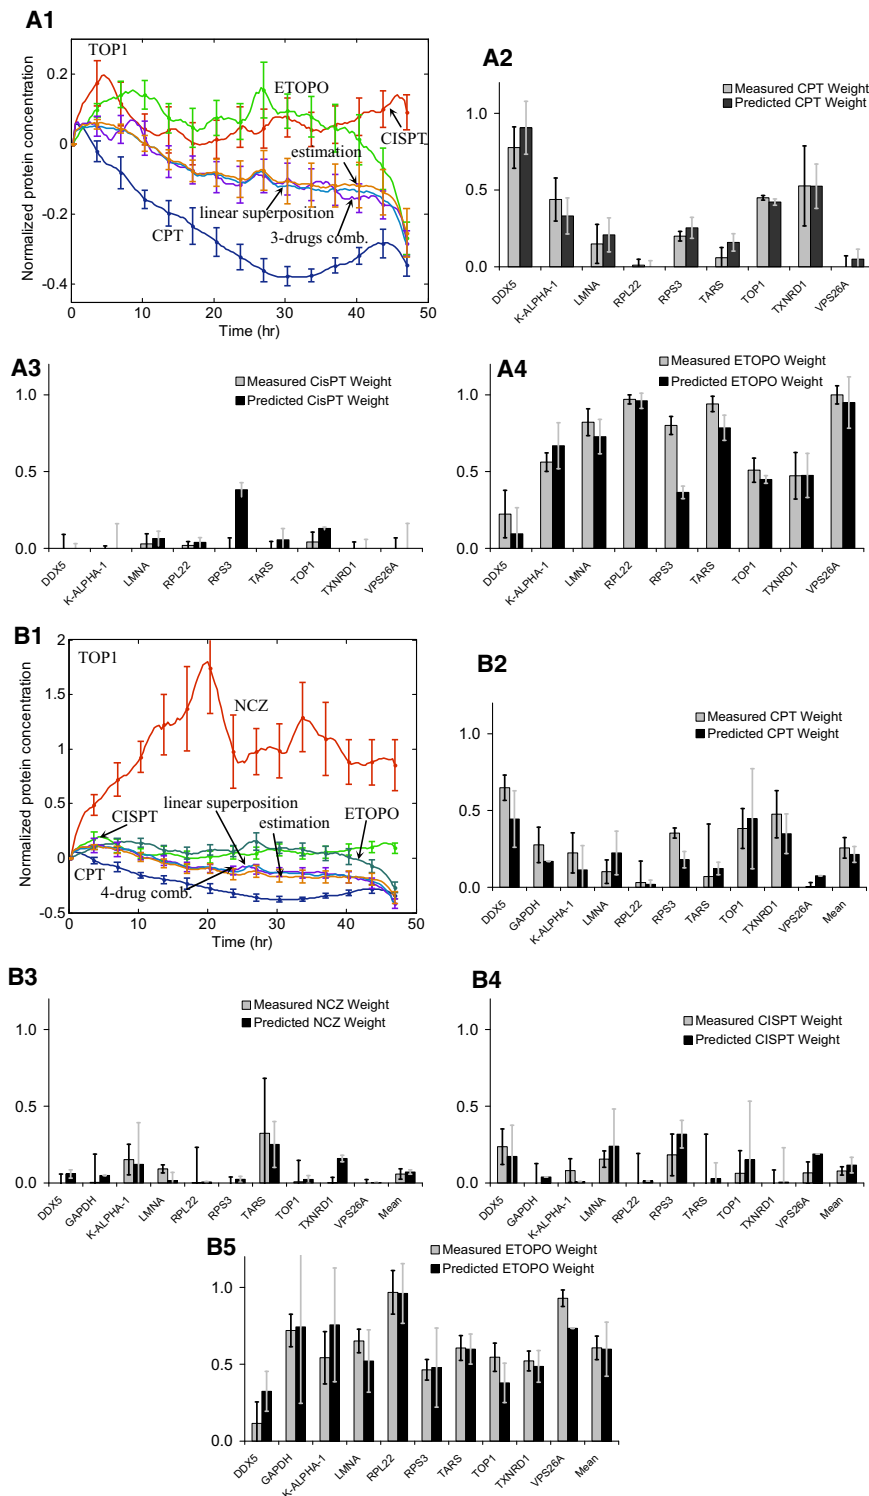 A1
TOP1
ETOPO
CISPT
estimation
linear superposition
3-drugs comb.
CPT
Normalized protein concentration
0.2
0
-0.2
-0.4
0 10 20 30 40 50
Time (hr)
A2
Measured CPT Weight
Predicted CPT Weight
1.0
0.5
0.0
DDX5 K-ALPHA-1 LMNA RPL22 RPS3 TARS TOP1 TXNRD1 VPS26A
A3
Measured CisPT Weight
Predicted CisPT Weight
1.0
0.5
0.0
DDX5 K-ALPHA-1 LMNA RPL22 RPS3 TARS TOP1 TXNRD1 VPS26A
A4
Measured ETOPO Weight
Predicted ETOPO Weight
1.0
0.5
0.0
DDX5 K-ALPHA-1 LMNA RPL22 RPS3 TARS TOP1 TXNRD1 VPS26A
B1
TOP1
NCZ
linear superposition
CISPT
estimation
ETOPO
CPT
4-drug comb.
Normalized protein concentration
2
1.5
1
0.5
0
-0.5
0 10 20 30 40 50
Time (hr)
B2
Measured CPT Weight
Predicted CPT Weight
1.0
0.5
0.0
DDX5 GAPDH K-ALPHA-1 LMNA RPL22 RPS3 TARS TOP1 TXNRD1 VPS26A Mean
B3
Measured NCZ Weight
Predicted NCZ Weight
1.0
0.5
0.0
DDX5 GAPDH K-ALPHA-1 LMNA RPL22 RPS3 TARS TOP1 TXNRD1 VPS26A Mean
B4
Measured CISPT Weight
Predicted CISPT Weight
1.0
0.5
0.0
DDX5 GAPDH K-ALPHA-1 LMNA RPL22 RPS3 TARS TOP1 TXNRD1 VPS26A Mean
B5
Measured ETOPO Weight
Predicted ETOPO Weight
1.0
0.5
0.0
DDX5 GAPDH K-ALPHA-1 LMNA RPL22 RPS3 TARS TOP1 TXNRD1 VPS26A Mean